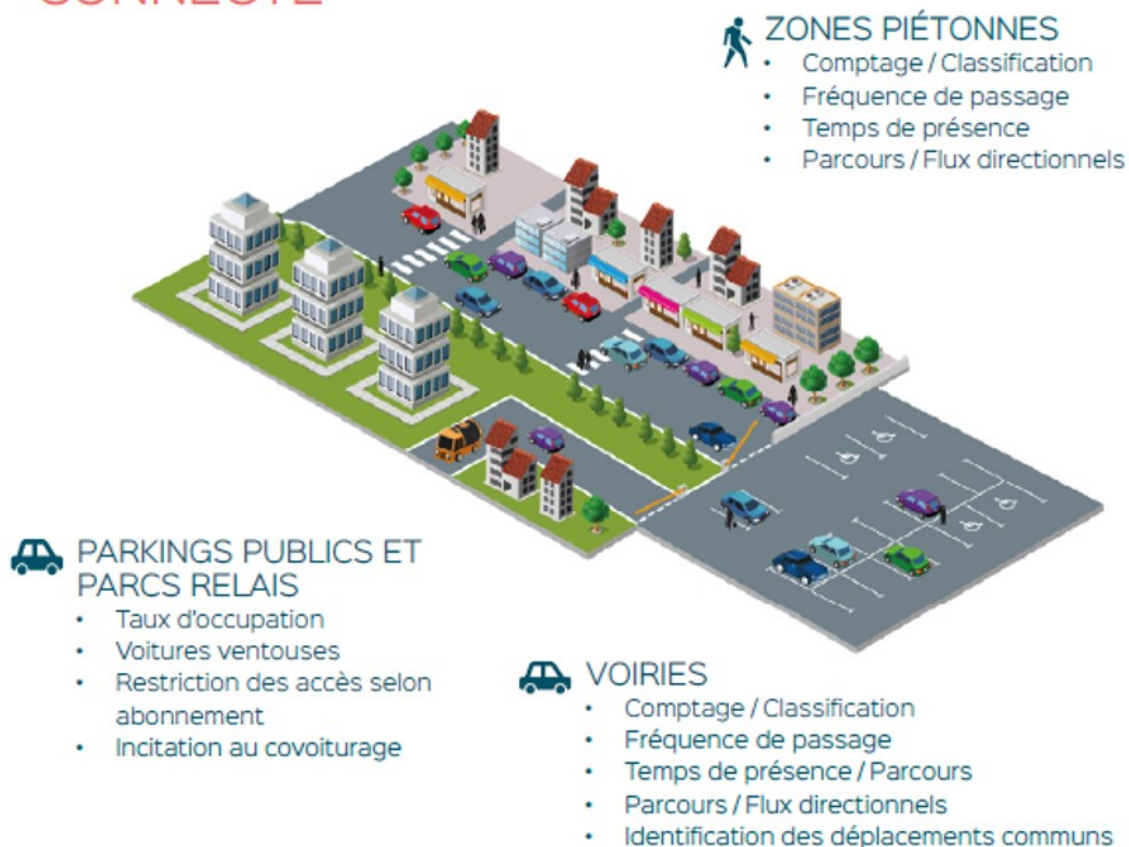 CONNECTÉ
ZONES PIÉTONNES
• Comptage / Classification
• Fréquence de passage
• Temps de présence
• Parcours / Flux directionnels
PARKINGS PUBLICS ET
PARCS RELAIS
• Taux d'occupation
• Voitures ventouses
• Restriction des accès selon
abonnement
• Incitation au covoiturage
VOIRIES
• Comptage / Classification
• Fréquence de passage
• Temps de présence / Parcours
• Parcours / Flux directionnels
• Identification des déplacements communs